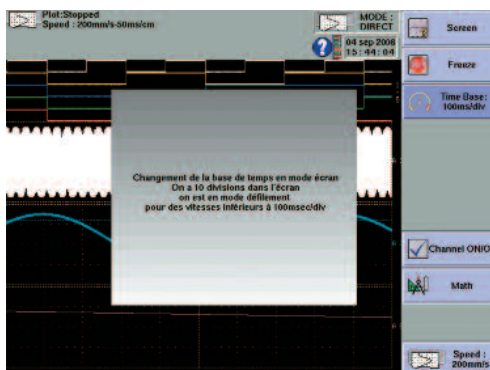 Plot:Stopped
Speed : 200mm/s-50ms/cm
MODE :
DIRECT
04 sep 2006
15:44:04
Screen
Freeze
Time Base:
100ms/div
Changement de la base de temps en mode écran
On a 10 divisions dans l'écran
on est en mode défilement
pour des vitesses inférieurs à 100msec/div
Channel ON/O
Math
Speed :
200mm/s